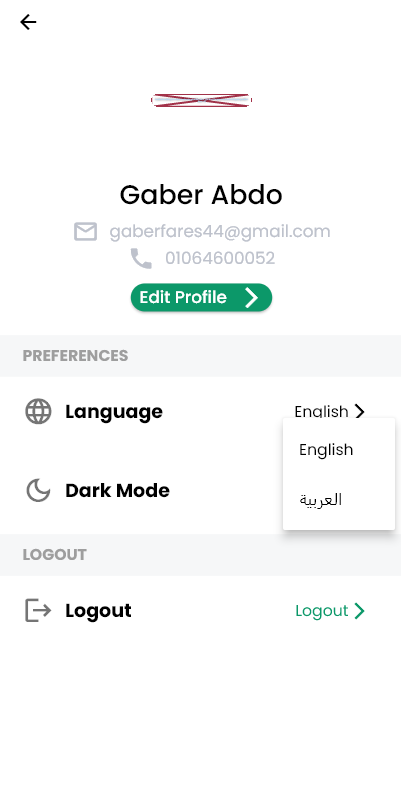 Gaber Abdo
gaberfares44@gmail.com
01064600052
Edit Profile
PREFERENCES
Language
English
English
العربية
Dark Mode
LOGOUT
Logout
Logout